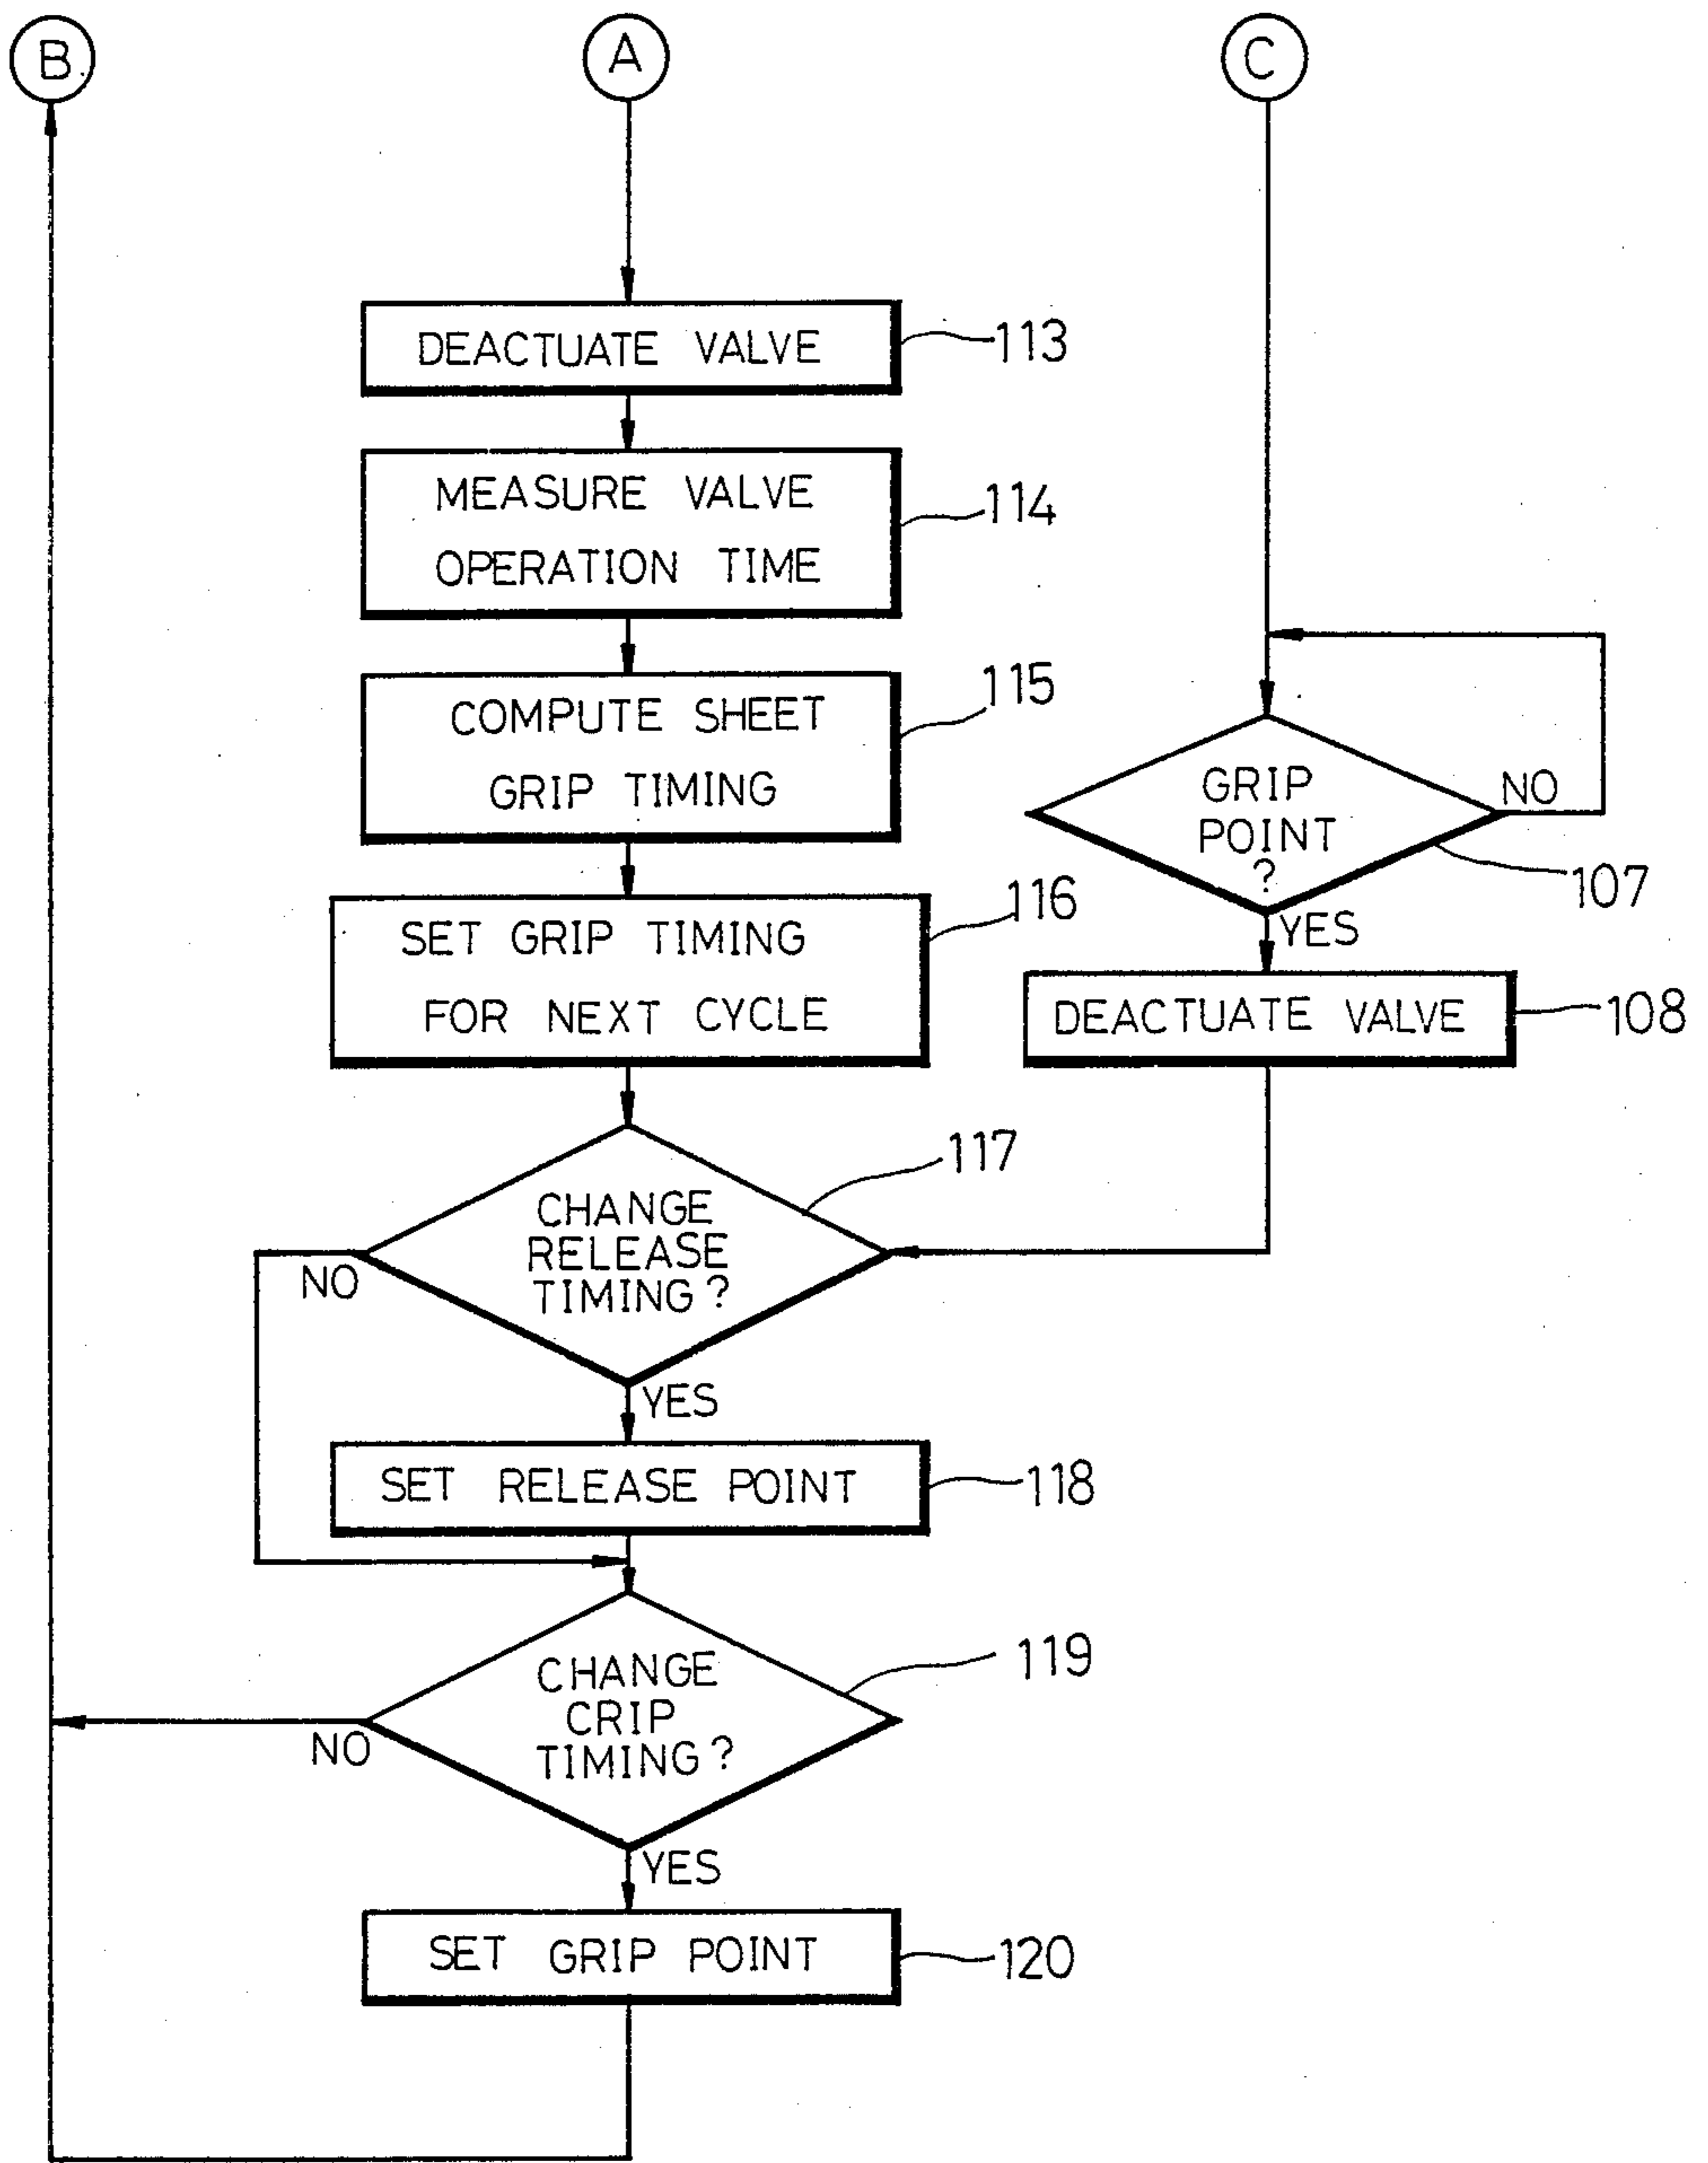 B
A
C
DEACTUATE VALVE
113
MEASURE VALVE
OPERATION TIME
114
COMPUTE SHEET
GRIP TIMING
115
GRIP
POINT
?
NO
107
YES
SET GRIP TIMING
FOR NEXT CYCLE
116
DEACTUATE VALVE
108
CHANGE
RELEASE
TIMING?
117
NO
YES
SET RELEASE POINT
118
CHANGE
CRIP
TIMING?
119
NO
YES
SET GRIP POINT
120